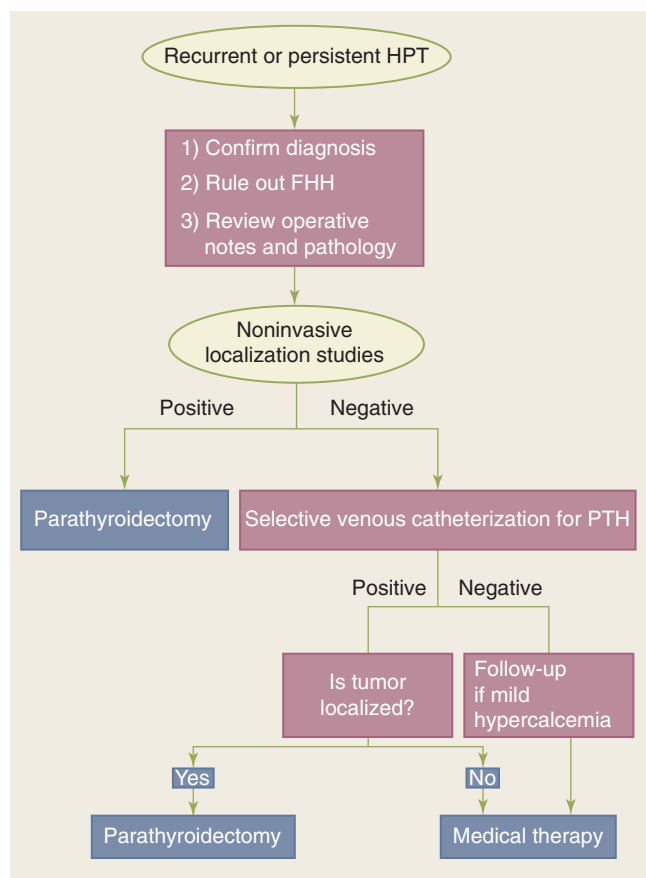 Recurrent or persistent HPT
1) Confirm diagnosis
2) Rule out FHH
3) Review operative
notes and pathology
Noninvasive
localization studies
Positive
Negative
Parathyroidectomy
Selective venous catheterization for PTH
Positive
Negative
Is tumor
localized?
Follow-up
if mild
hypercalcemia
Yes
No
Parathyroidectomy
Medical therapy